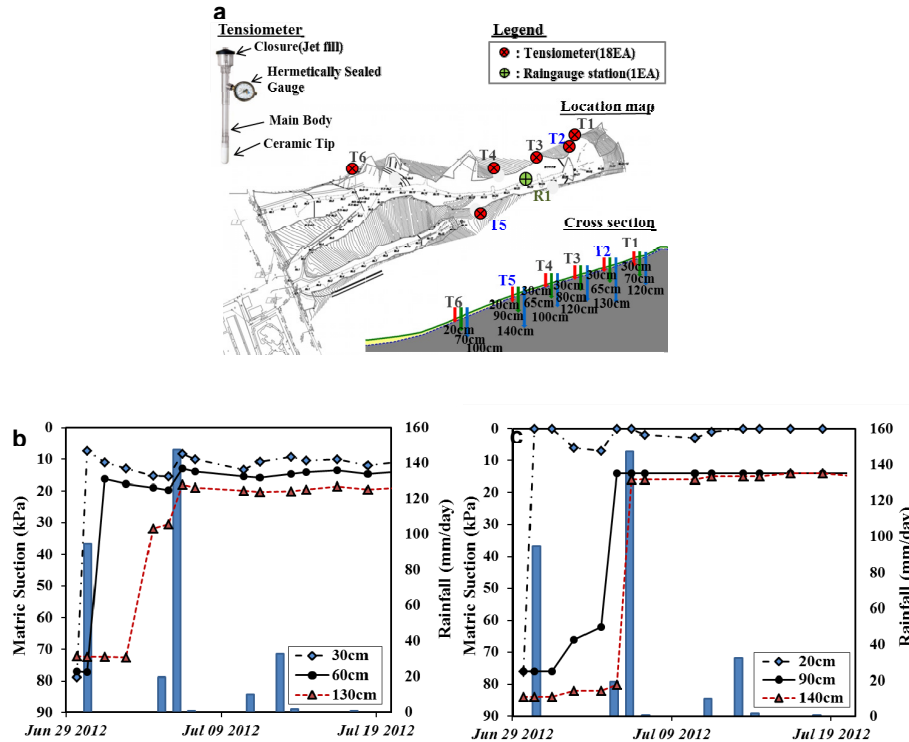 a
Tensiometer
Closure(Jet fill)
Hermetically Sealed
Gauge
Main Body
Ceramic Tip
Legend
: Tensiometer(18EA)
: Raingauge station(1EA)
Location map
T1
T2
T3
T4
T6
R1
T5
Cross section
T1
T2
T3
T4
T5
T6
30cm
70cm
120cm
30cm
65cm
130cm
30cm
80cm
120cm
30cm
65cm
100cm
20cm
90cm
140cm
20cm
70cm
100cm
b
Matric Suction (kPa)
0
10
20
30
40
50
60
70
80
90
160
140
120
100
80
60
40
20
0
Rainfall (mm/day)
30cm
60cm
130cm
Jun 29 2012
Jul 09 2012
Jul 19 2012
c
Matric Suction (kPa)
0
10
20
30
40
50
60
70
80
90
160
140
120
100
80
60
40
20
0
Rainfall (mm/day)
20cm
90cm
140cm
Jun 29 2012
Jul 09 2012
Jul 19 2012